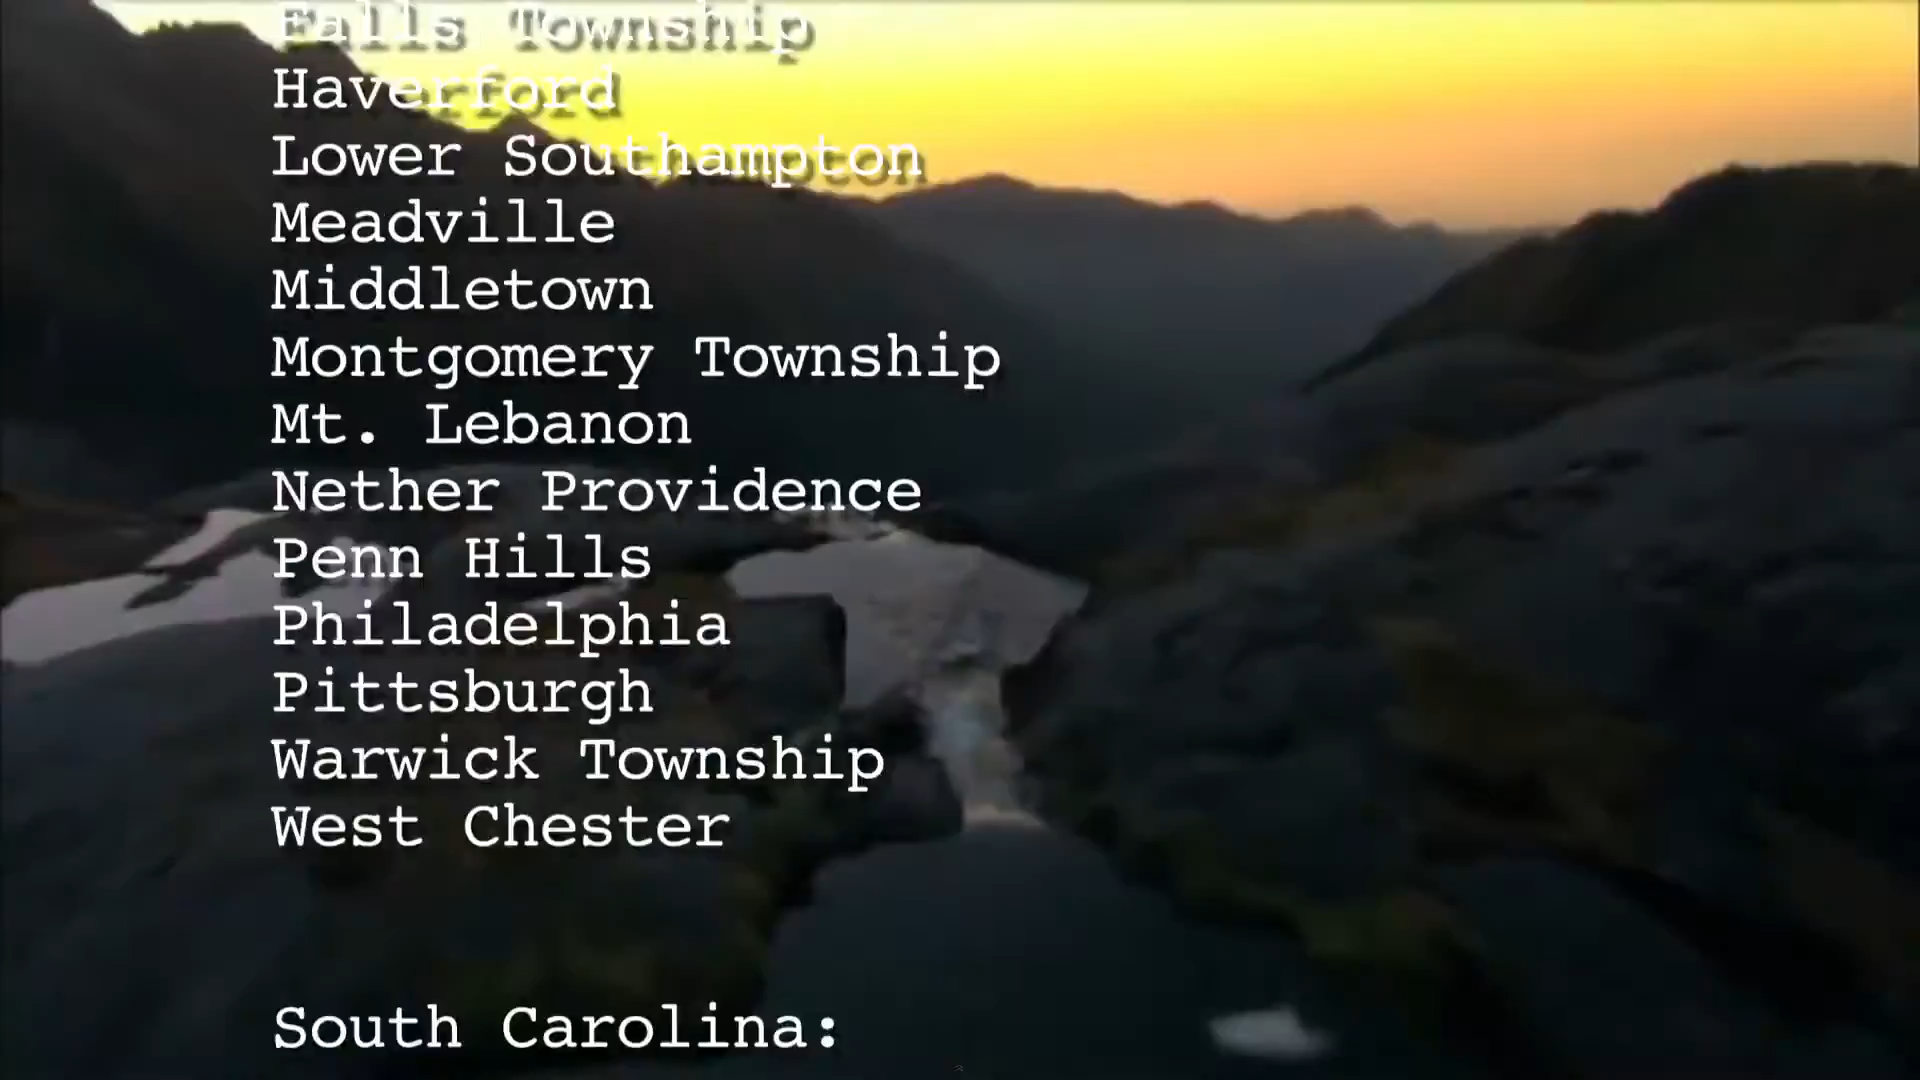 Falls Township
Haverford
Lower Southampton
Meadville
Middletown
Montgomery Township
Mt. Lebanon
Nether Providence
Penn Hills
Philadelphia
Pittsburgh
Warwick Township
West Chester
South Carolina: